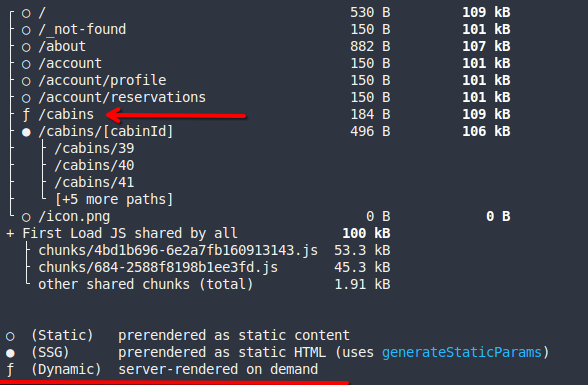 ┌ ○ /                                    530 B         109 kB
├ ○ /_not-found                          150 B         101 kB
├ ○ /about                               882 B         107 kB
├ ○ /account                             150 B         101 kB
├ ○ /account/profile                     150 B         101 kB
├ ○ /account/reservations                150 B         101 kB
├ ƒ /cabins                              184 B         109 kB
├ ● /cabins/[cabinId]                    496 B         106 kB
├   ├ /cabins/39
├   ├ /cabins/40
├   ├ /cabins/41
├   └ [+5 more paths]
└ ○ /icon.png                              0 B            0 B
+ First Load JS shared by all             100 kB
  ├ chunks/4bd1b696-6e2a7fb160913143.js  53.3 kB
  ├ chunks/684-2588f8198b1ee3fd.js       45.3 kB
  └ other shared chunks (total)          1.91 kB
○  (Static)   prerendered as static content
●  (SSG)      prerendered as static HTML (uses generateStaticParams)
ƒ  (Dynamic)  server-rendered on demand